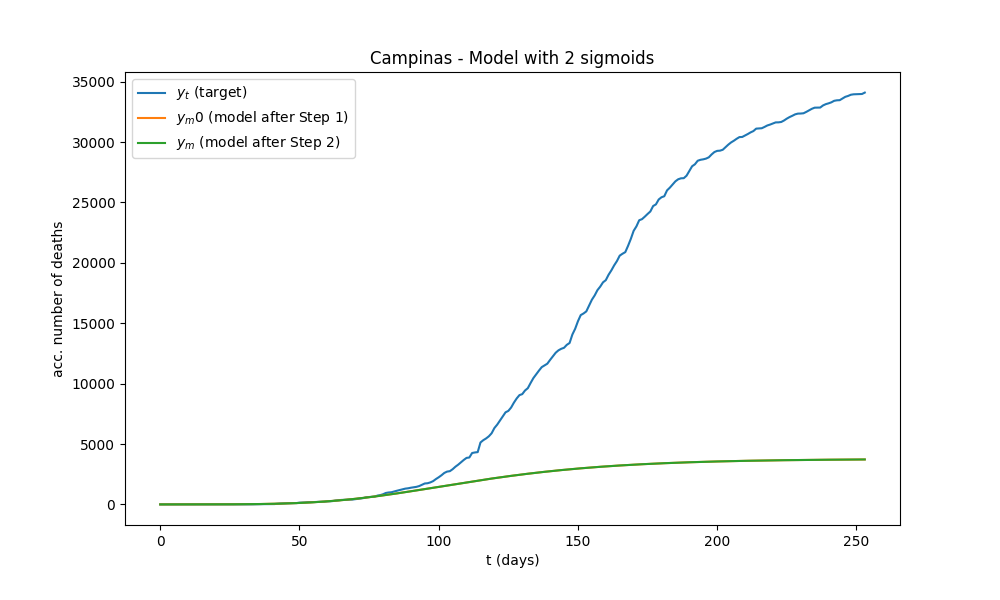 Campinas - Model with 2 sigmoids
y_t (target)
y_m0 (model after Step 1)
y_m (model after Step 2)
35000
30000
25000
20000
15000
10000
5000
0
acc. number of deaths
0 50 100 150 200 250
t (days)